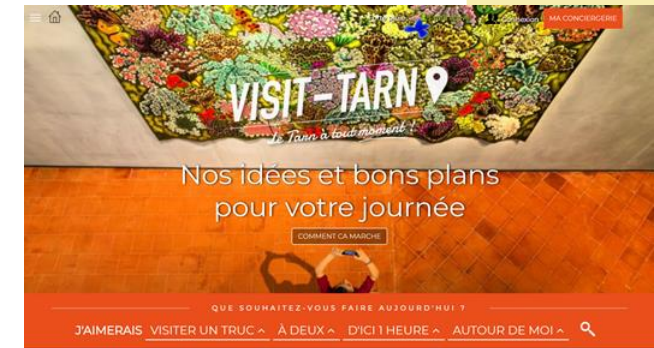 Connexion
MA CONCIERGERIE
VISIT-TARN
Le Tarn à tout moment !
Nos idées et bons plans
pour votre journée
COMMENT CA MARCHE
QUE SOUHAITEZ-VOUS FAIRE AUJOURD'HUI ?
J'AIMERAIS VISITER UN TRUC À DEUX D'ICI 1 HEURE AUTOUR DE MOI